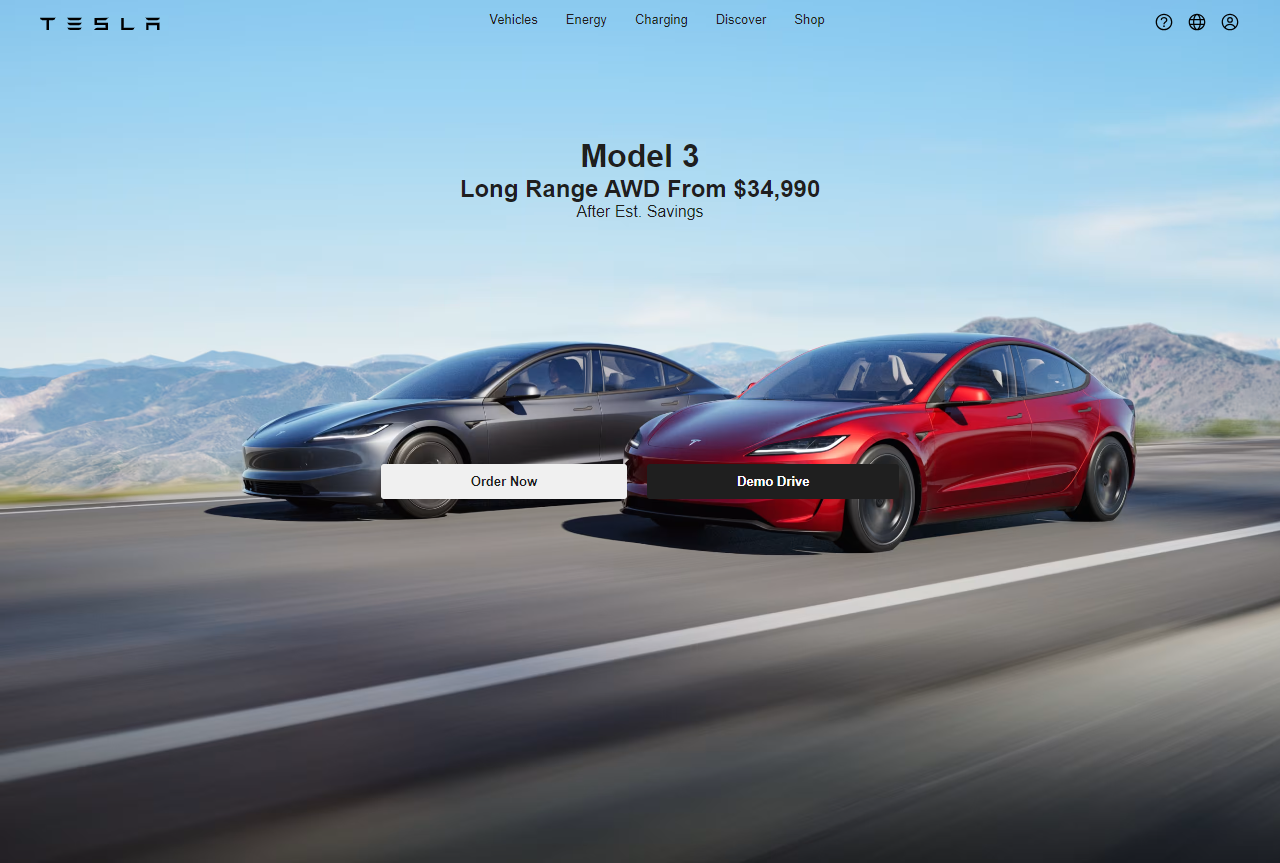 TESLA
Vehicles Energy Charging Discover Shop
Model 3
Long Range AWD From $34,990
After Est. Savings
Order Now Demo Drive